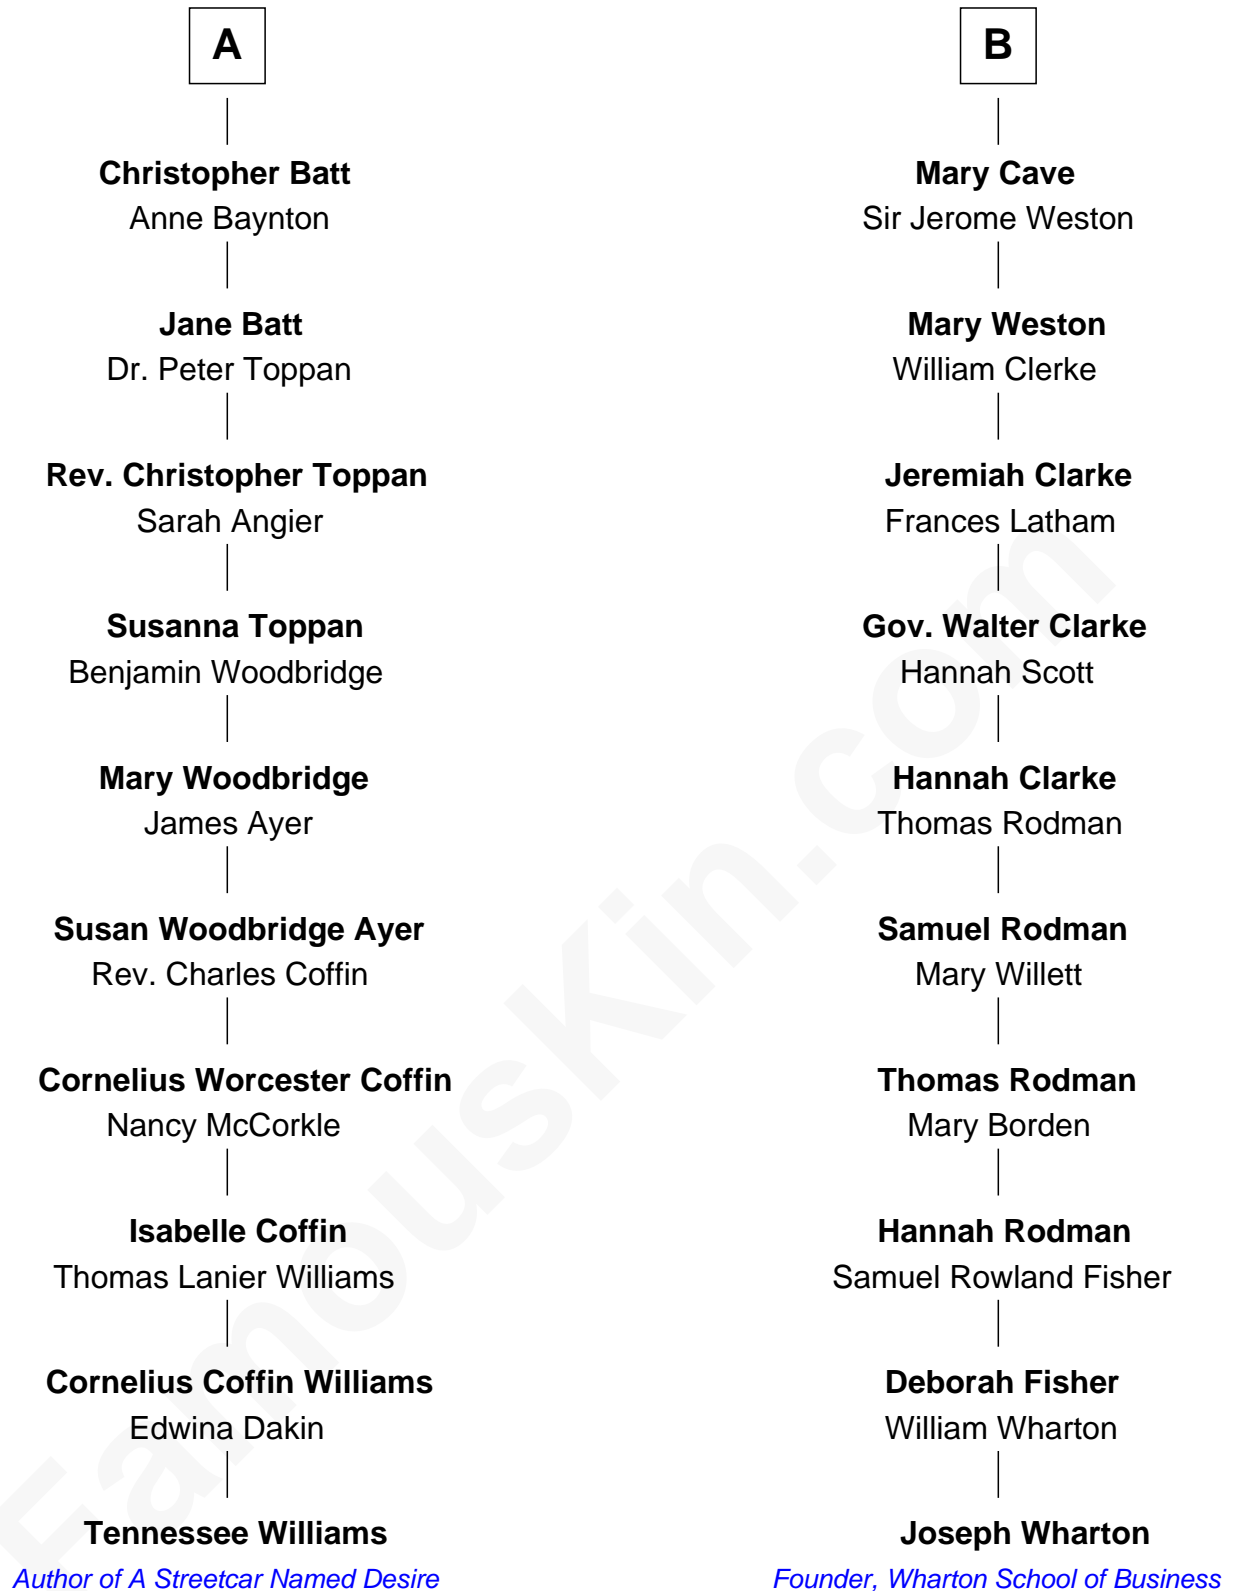 A
Christopher Batt
Anne Baynton
Jane Batt
Dr. Peter Toppan
Rev. Christopher Toppan
Sarah Angier
Susanna Toppan
Benjamin Woodbridge
Mary Woodbridge
James Ayer
Susan Woodbridge Ayer
Rev. Charles Coffin
Cornelius Worcester Coffin
Nancy McCorkle
Isabelle Coffin
Thomas Lanier Williams
Cornelius Coffin Williams
Edwina Dakin
Tennessee Williams
Author of A Streetcar Named Desire
B
Mary Cave
Sir Jerome Weston
Mary Weston
William Clerke
Jeremiah Clarke
Frances Latham
Gov. Walter Clarke
Hannah Scott
Hannah Clarke
Thomas Rodman
Samuel Rodman
Mary Willett
Thomas Rodman
Mary Borden
Hannah Rodman
Samuel Rowland Fisher
Deborah Fisher
William Wharton
Joseph Wharton
Founder, Wharton School of Business
FamousKin.com